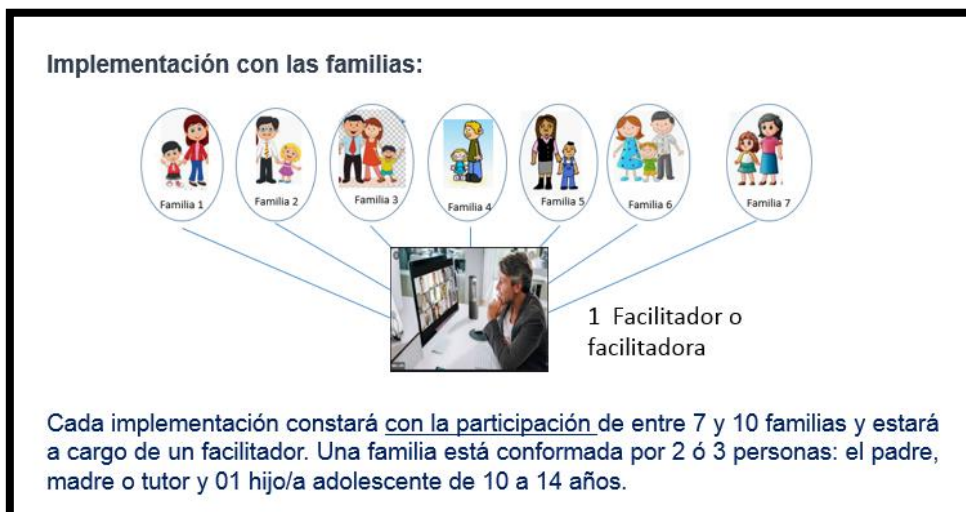 Implementación con las familias:
Familia 1
Familia 2
Familia 3
Familia 4
Familia 5
Familia 6
Familia 7
1 Facilitador o
facilitadora
Cada implementación constará con la participación de entre 7 y 10 familias y estará
a cargo de un facilitador. Una familia está conformada por 2 ó 3 personas: el padre,
madre o tutor y 01 hijo/a adolescente de 10 a 14 años.